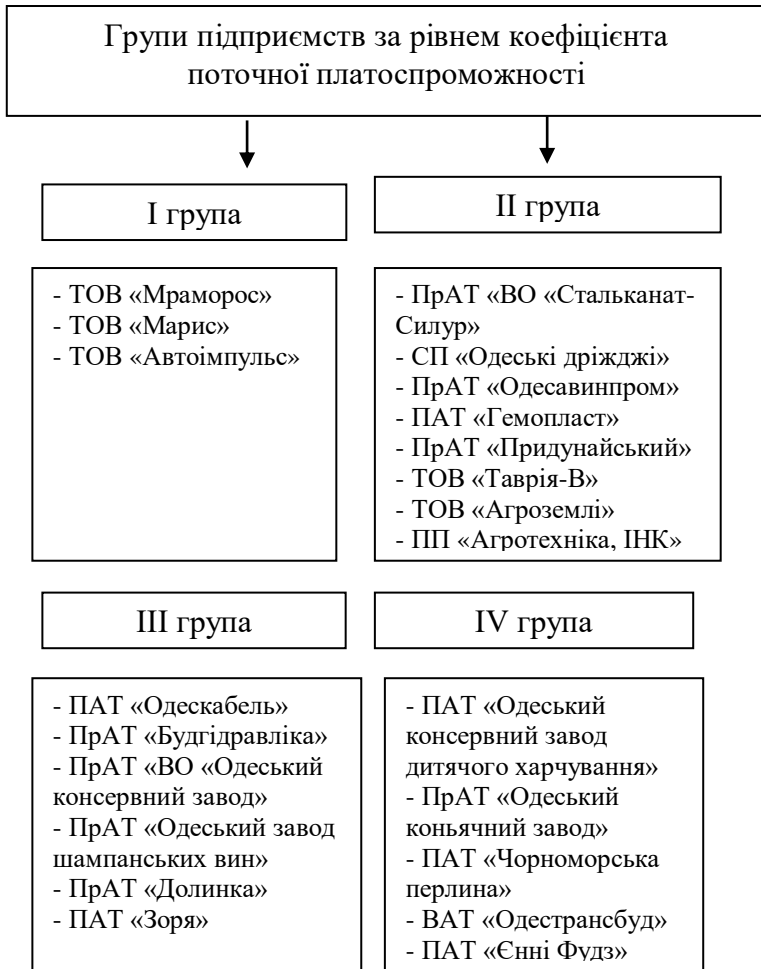 Групи підприємств за рівнем коефіцієнта
поточної платоспроможності
I група
II група
- ТОВ «Мраморос»
- ТОВ «Марис»
- ТОВ «Автоімпульс»
- ПрАТ «ВО «Стальканат-
Силур»
- СП «Одеські дріжджі»
- ПрАТ «Одесавинпром»
- ПАТ «Гемопласт»
- ПрАТ «Придунайський»
- ТОВ «Таврія-В»
- ТОВ «Агроземлі»
- ПП «Агротехніка, ІНК»
III група
IV група
- ПАТ «Одескабель»
- ПрАТ «Будгідравліка»
- ПрАТ «ВО «Одеський
консервний завод»
- ПрАТ «Одеський завод
шампанських вин»
- ПрАТ «Долинка»
- ПАТ «Зоря»
- ПАТ «Одеський
консервний завод
дитячого харчування»
- ПрАТ «Одеський
коньячний завод»
- ПАТ «Чорноморська
перлина»
- ВАТ «Одестрансбуд»
- ПАТ «Єнні Фудз»